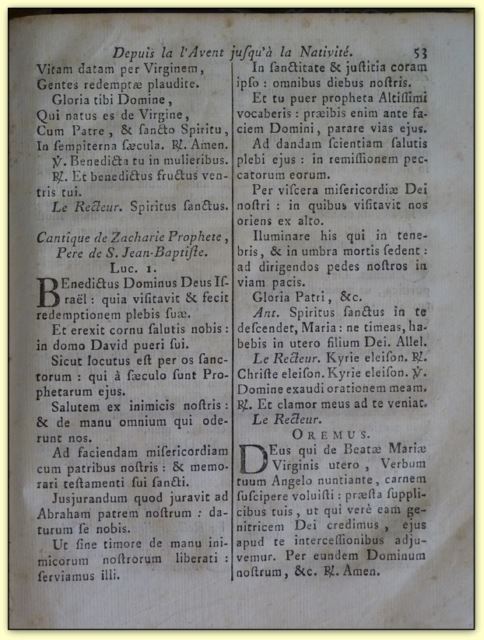 Depuis la l'Avent jusqu'à la Nativité. 53
Vitam datam per Virginem,
Gentes redemptæ plaudite.
Gloria tibi Domine,
Qui natus es de Virgine,
Cum Patre, & sancto Spiritu,
In sempiterna sæcula. ℟. Amen.
℣. Benedicta tu in mulieribus.
℟. Et benedictus fructus ven-
tris tui.
Le Recteur. Spiritus sanctus.
Cantique de Zacharie Prophete,
Pere de S. Jean-Baptiste.
Luc. 1.
BEnedictus Dominus Deus Is-
raël : quia visitavit & fecit
redemptionem plebis suæ.
Et erexit cornu salutis nobis :
in domo David pueri sui.
Sicut locutus est per os sanc-
torum : qui à sæculo sunt Pro-
phetarum ejus.
Salutem ex inimicis nostris :
& de manu omnium qui ode-
runt nos.
Ad faciendam misericordiam
cum patribus nostris : & memo-
rari testamenti sui sancti.
Jusjurandum quod juravit ad
Abraham patrem nostrum : da-
turum se nobis.
Ut sine timore de manu ini-
micorum nostrorum liberati :
serviamus illi.
In sanctitate & justitia coram
ipso : omnibus diebus nostris.
Et tu puer propheta Altissimi
vocaberis : præibis enim ante fa-
ciem Domini, parare vias ejus.
Ad dandam scientiam salutis
plebi ejus : in remissionem pec-
catorum eorum.
Per viscera misericordiæ Dei
nostri : in quibus visitavit nos
oriens ex alto.
Iluminare his qui in tene-
bris, & in umbra mortis sedent :
ad dirigendos pedes nostros in
viam pacis.
Gloria Patri, &c.
Ant. Spiritus sanctus in te
descendet, Maria : ne timeas, ha-
bebis in utero filium Dei. Allel.
Le Recteur. Kyrie eleison. ℟.
Christe eleison. Kyrie eleison. ℣.
Domine exaudi orationem meam.
℟. Et clamor meus ad te veniat.
Le Recteur.
OREMUS.
DEus qui de Beatæ Mariæ
Virginis utero, Verbum
tuum Angelo nuntiante, carnem
suscipere voluisti : præsta suppli-
cibus tuis, ut qui verè eam ge-
nitricem Dei credimus, ejus
apud te intercessionibus adju-
vemur. Per eundem Dominum
nostrum, &c. ℟. Amen.